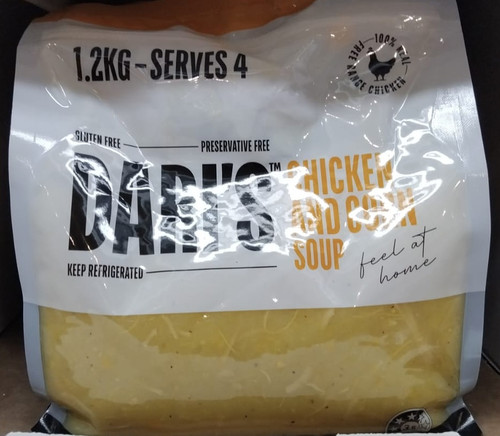 1.2KG - SERVES 4
100% REAL
FREE RANGE CHICKEN
GLUTEN FREE
PRESERVATIVE FREE
DARI'S™
CHICKEN
AND CORN
SOUP
feel at
home
KEEP REFRIGERATED